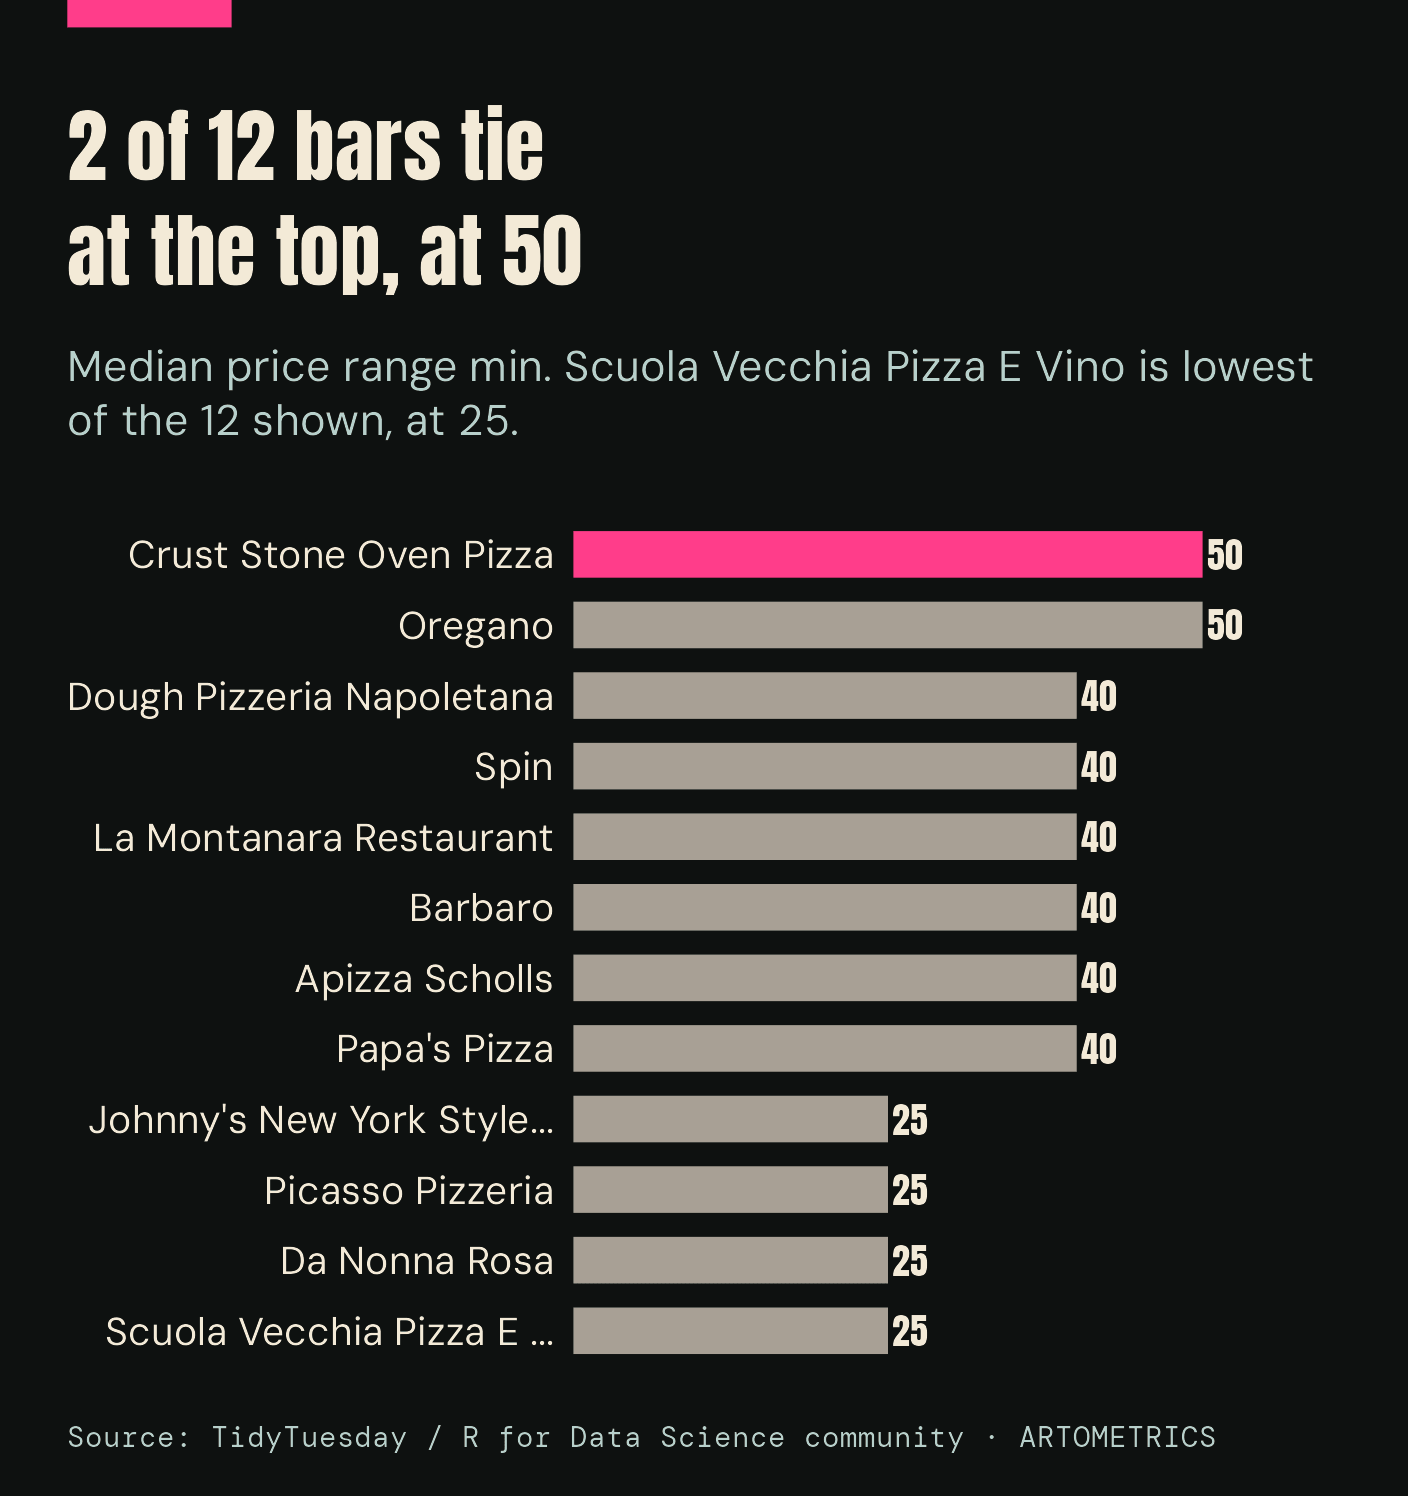 2 of 12 bars tie
at the top, at 50
Median price range min. Scuola Vecchia Pizza E Vino is lowest
of the 12 shown, at 25.
Crust Stone Oven Pizza 50
Oregano 50
Dough Pizzeria Napoletana 40
Spin 40
La Montanara Restaurant 40
Barbaro 40
Apizza Scholls 40
Papa's Pizza 40
Johnny's New York Style... 25
Picasso Pizzeria 25
Da Nonna Rosa 25
Scuola Vecchia Pizza E ... 25
Source: TidyTuesday / R for Data Science community · ARTOMETRICS